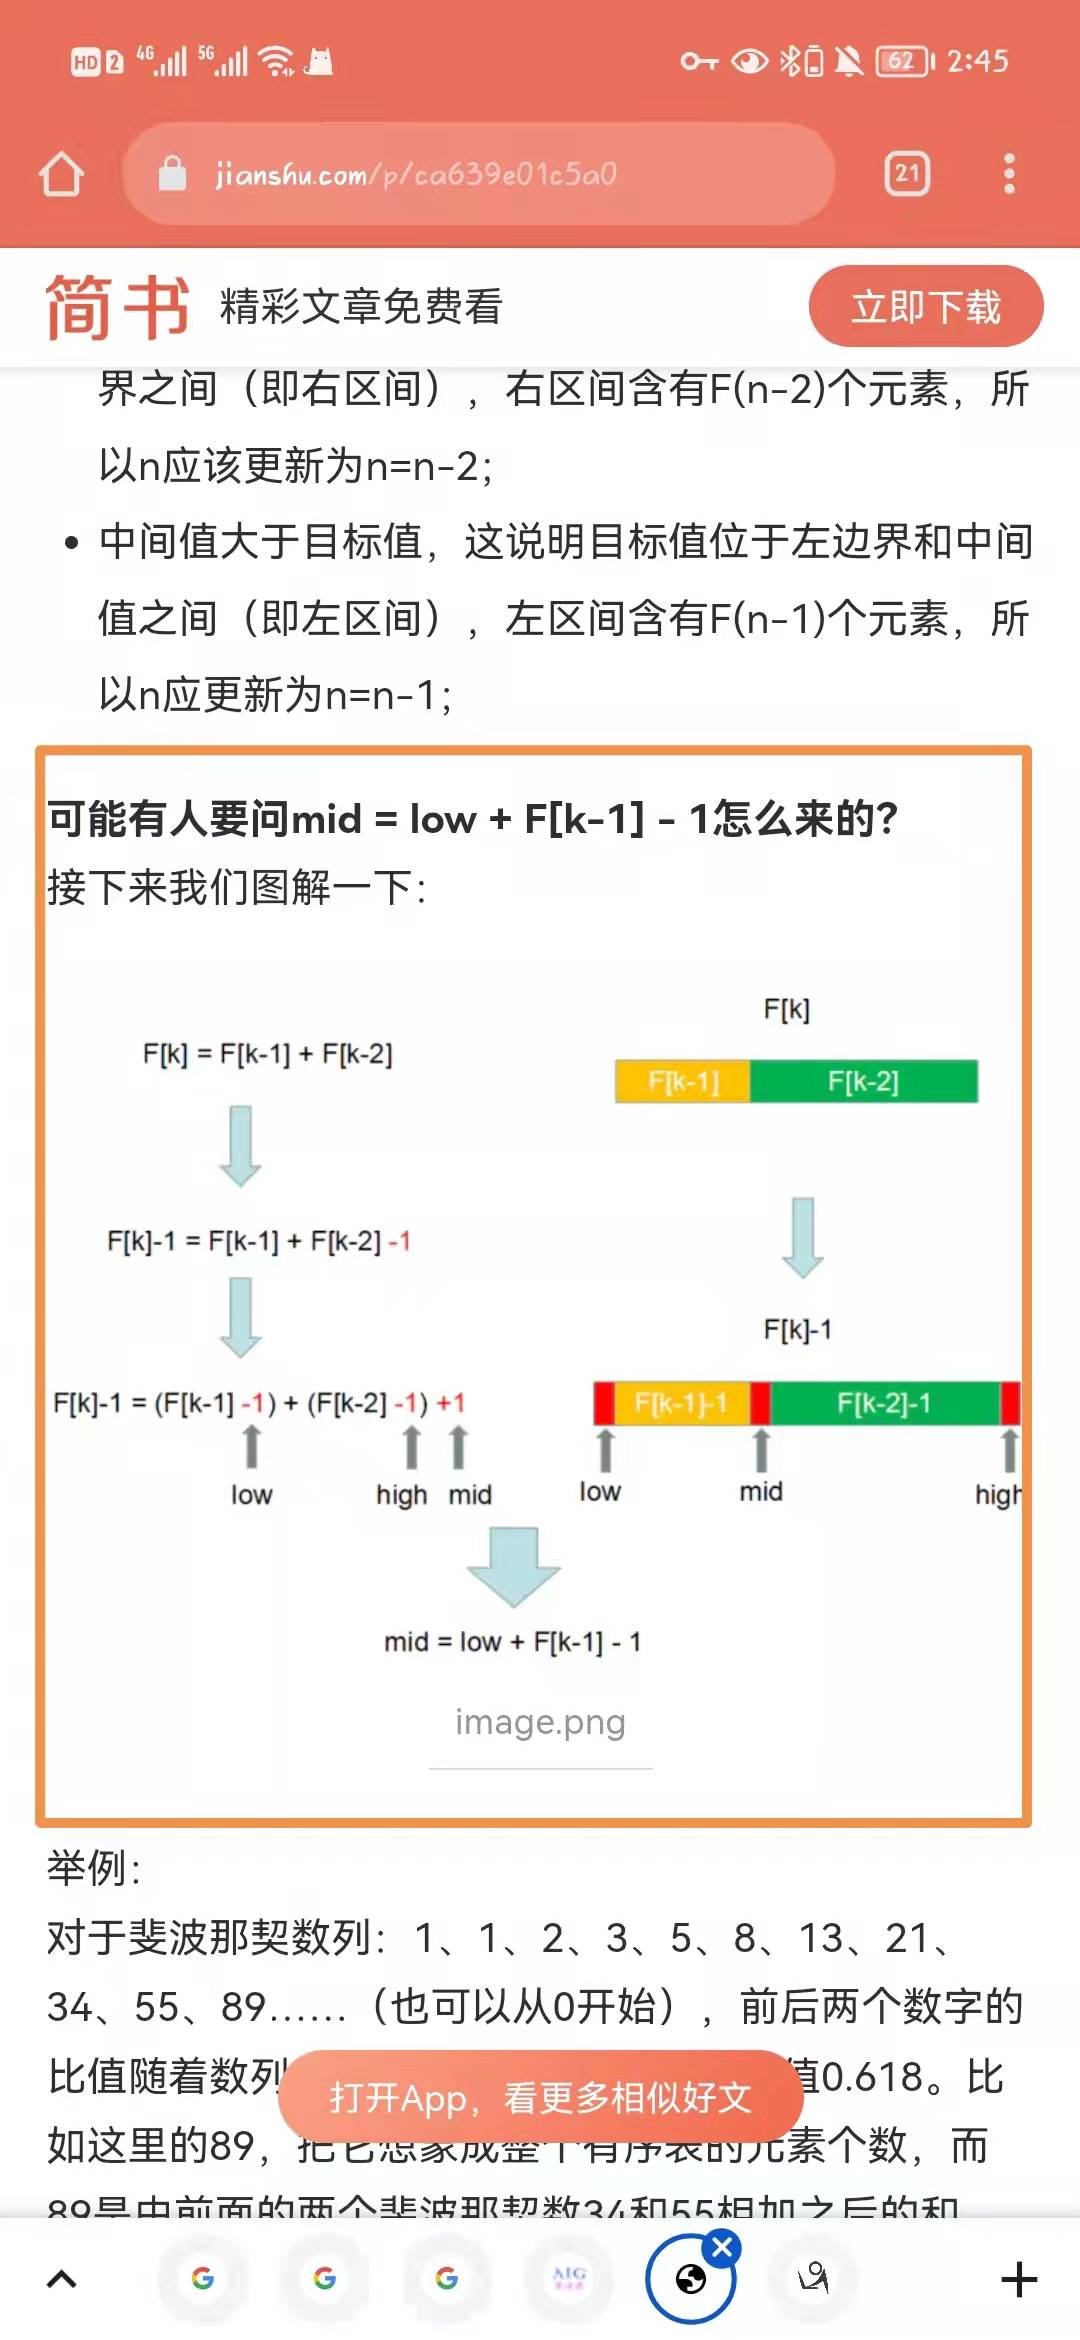 HD 2 4G 5G 62 2:45
jianshu.com/p/ca639e01c5a0
21
简书 精彩文章免费看 立即下载
界之间（即右区间），右区间含有F(n-2)个元素，所
以n应该更新为n=n-2；
• 中间值大于目标值，这说明目标值位于左边界和中间
值之间（即左区间），左区间含有F(n-1)个元素，所
以n应更新为n=n-1；
可能有人要问mid = low + F[k-1] - 1怎么来的？
接下来我们图解一下：
F[k]
F[k] = F[k-1] + F[k-2]
F[k-1] F[k-2]
F[k]-1 = F[k-1] + F[k-2] -1
F[k]-1
F[k]-1 = (F[k-1] -1) + (F[k-2] -1) +1
F[k-1]-1 F[k-2]-1
low high mid
low mid high
mid = low + F[k-1] - 1
image.png
举例：
对于斐波那契数列：1、1、2、3、5、8、13、21、
34、55、89……（也可以从0开始），前后两个数字的
比值随着数列 值0.618。比
打开App，看更多相似好文
如这里的89，把它想象成整个有序表的元素个数，而
89是由前面的两个斐波那契数34和55相加之后的和
G G G AIG